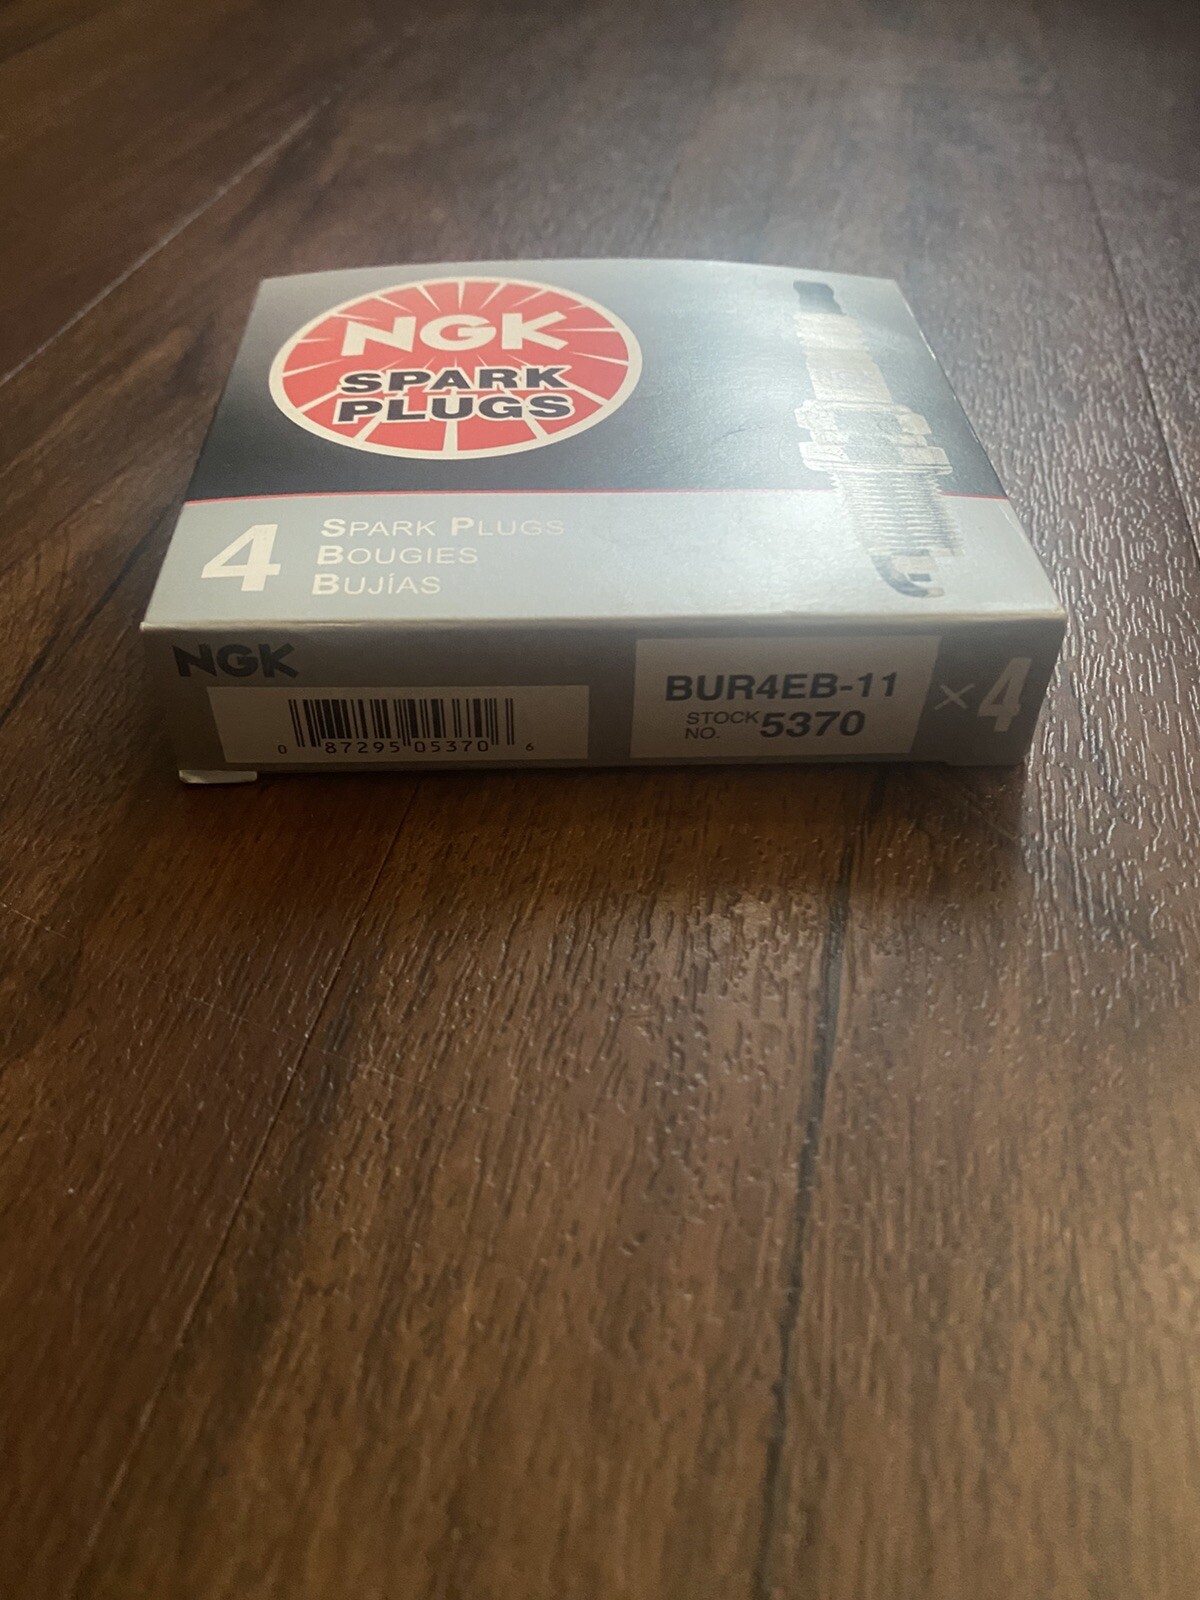 NGK
SPARK
PLUGS
4
SPARK PLUGS
BOUGIES
BUJÍAS
NGK
0 87295 05370 6
BUR4EB-11
STOCK NO. 5370
×4